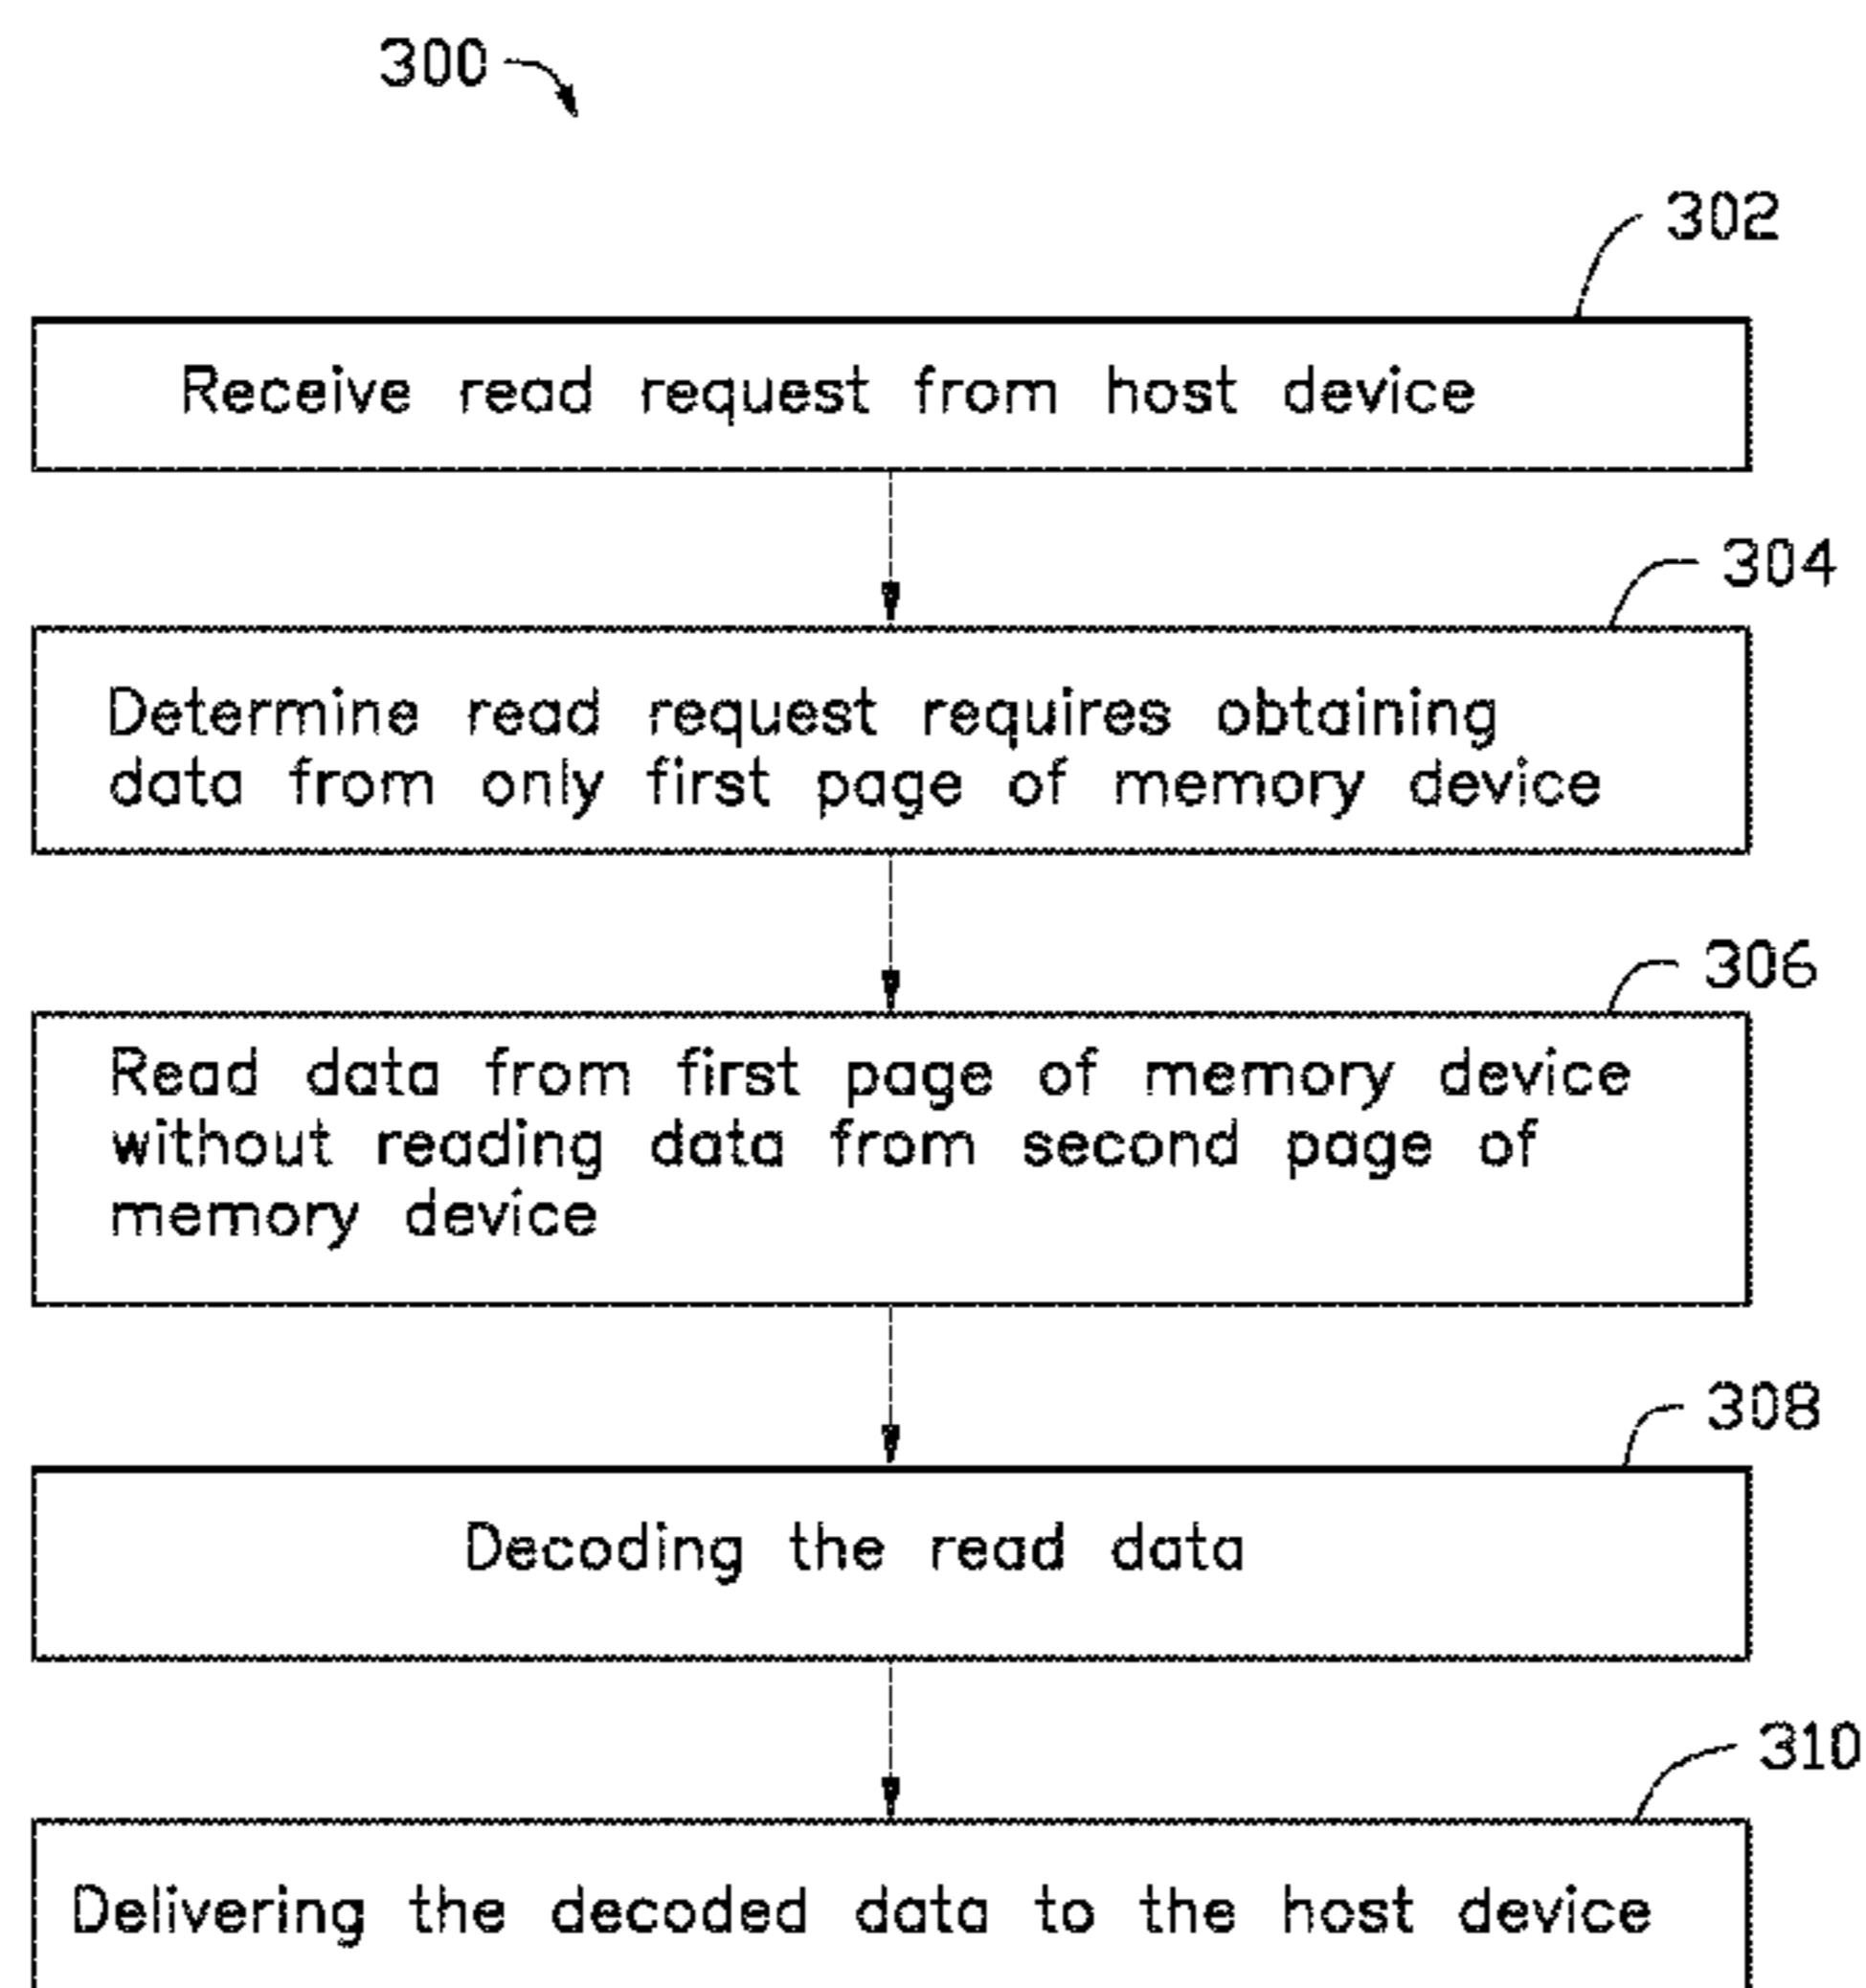 300
302
Receive read request from host device
304
Determine read request requires obtaining
data from only first page of memory device
306
Read data from first page of memory device
without reading data from second page of
memory device
308
Decoding the read data
310
Delivering the decoded data to the host device